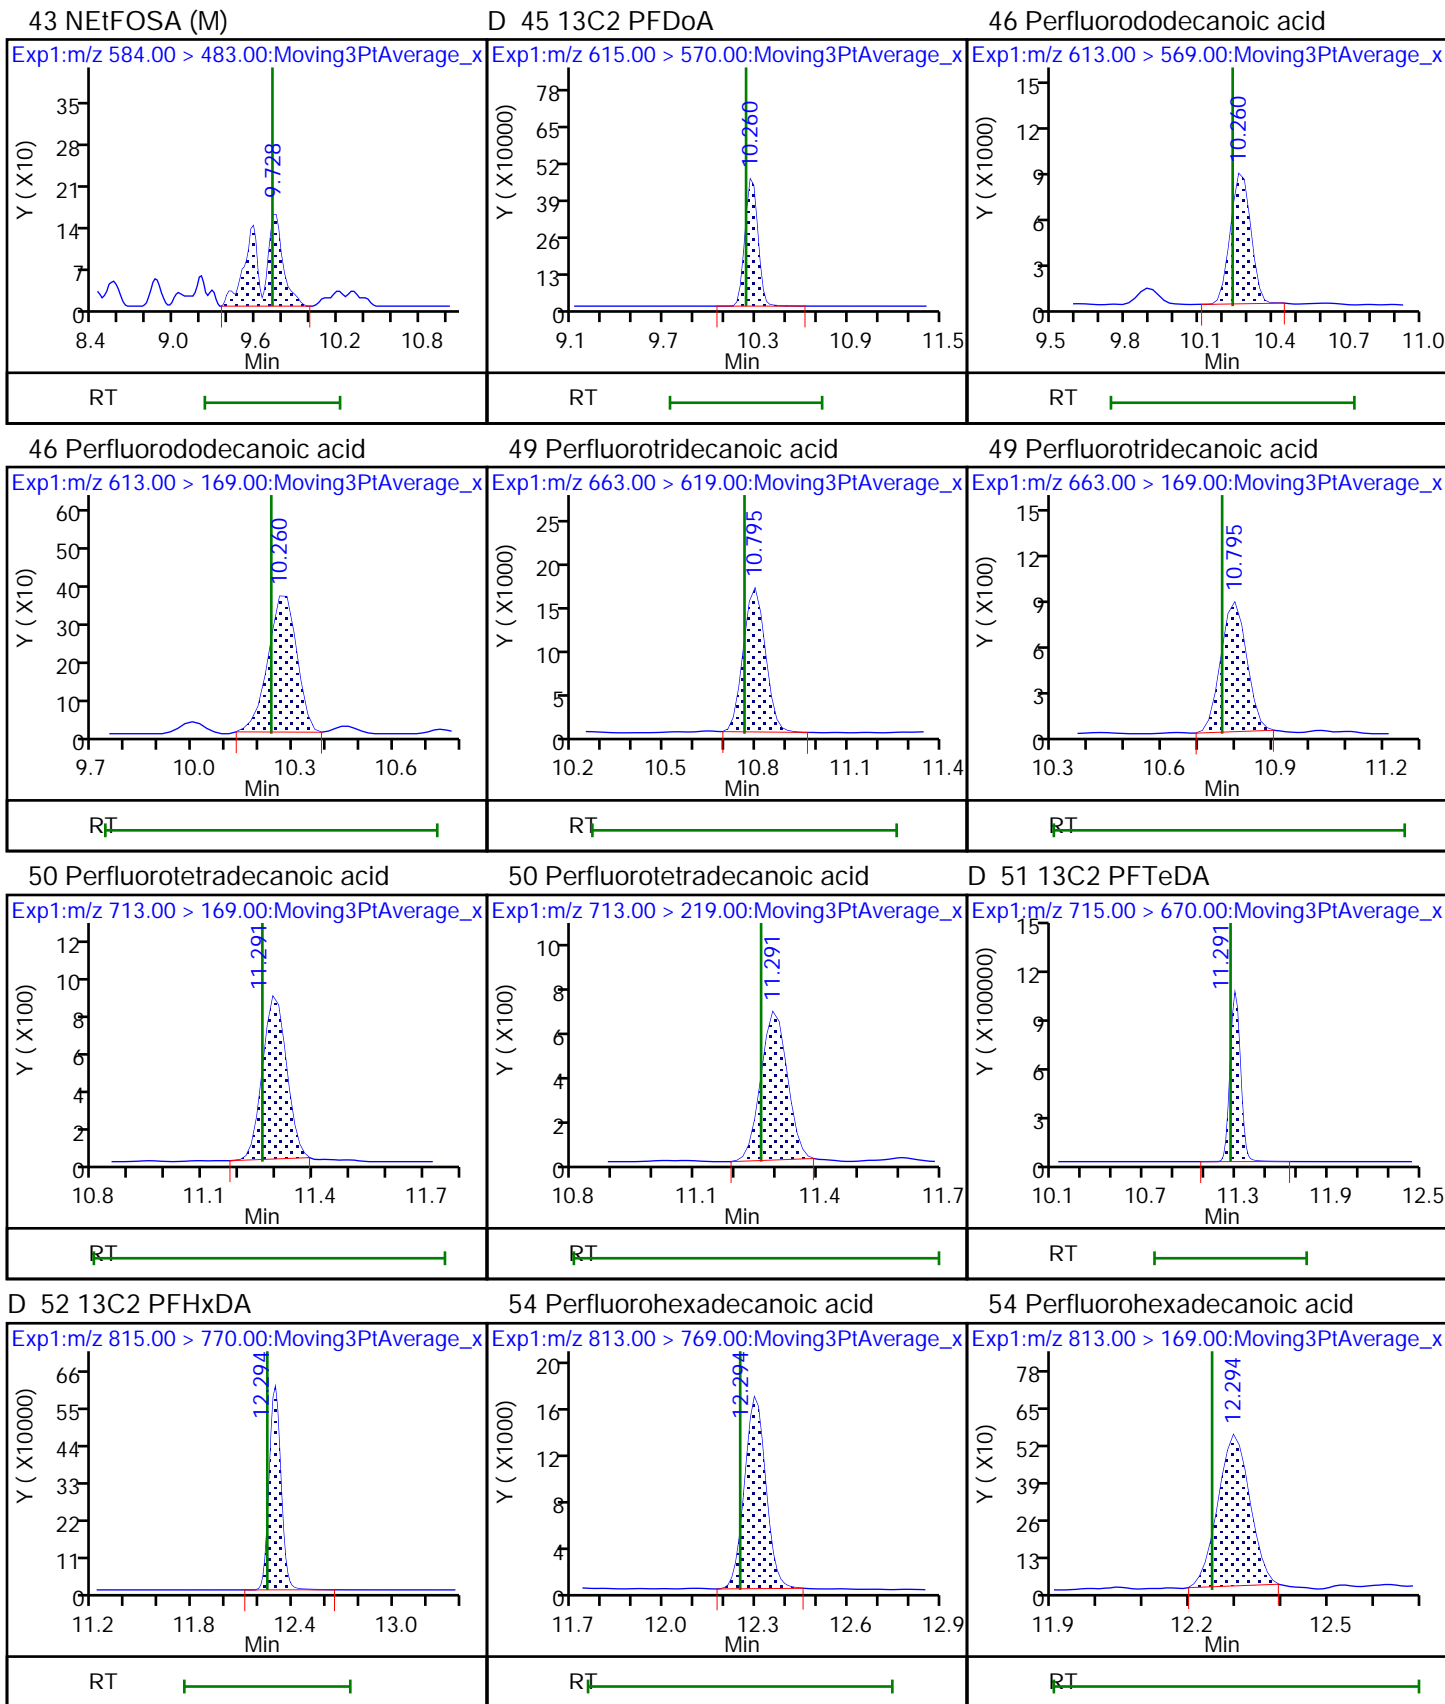 43 NEtFOSA (M)
Exp1:m/z 584.00 > 483.00:Moving3PtAverage_x
Y ( X10)
35
28
21
14
7
0
9.728
8.4 9.0 9.6 10.2 10.8
Min
RT
D 45 13C2 PFDoA
Exp1:m/z 615.00 > 570.00:Moving3PtAverage_x
Y ( X10000)
78
65
52
39
26
13
0
10.260
9.1 9.7 10.3 10.9 11.5
Min
RT
46 Perfluorododecanoic acid
Exp1:m/z 613.00 > 569.00:Moving3PtAverage_x
Y ( X1000)
15
12
9
6
3
0
10.260
9.5 9.8 10.1 10.4 10.7 11.0
Min
RT
46 Perfluorododecanoic acid
Exp1:m/z 613.00 > 169.00:Moving3PtAverage_x
Y ( X10)
60
50
40
30
20
10
0
10.260
9.7 10.0 10.3 10.6
Min
RT
49 Perfluorotridecanoic acid
Exp1:m/z 663.00 > 619.00:Moving3PtAverage_x
Y ( X1000)
25
20
15
10
5
0
10.795
10.2 10.5 10.8 11.1 11.4
Min
RT
49 Perfluorotridecanoic acid
Exp1:m/z 663.00 > 169.00:Moving3PtAverage_x
Y ( X100)
15
12
9
6
3
0
10.795
10.3 10.6 10.9 11.2
Min
RT
50 Perfluorotetradecanoic acid
Exp1:m/z 713.00 > 169.00:Moving3PtAverage_x
Y ( X100)
12
10
8
6
4
2
0
11.291
10.8 11.1 11.4 11.7
Min
RT
50 Perfluorotetradecanoic acid
Exp1:m/z 713.00 > 219.00:Moving3PtAverage_x
Y ( X100)
10
8
6
4
2
0
11.291
10.8 11.1 11.4 11.7
Min
RT
D 51 13C2 PFTeDA
Exp1:m/z 715.00 > 670.00:Moving3PtAverage_x
Y ( X100000)
15
12
9
6
3
0
11.291
10.1 10.7 11.3 11.9 12.5
Min
RT
D 52 13C2 PFHxDA
Exp1:m/z 815.00 > 770.00:Moving3PtAverage_x
Y ( X10000)
66
55
44
33
22
11
0
12.294
11.2 11.8 12.4 13.0
Min
RT
54 Perfluorohexadecanoic acid
Exp1:m/z 813.00 > 769.00:Moving3PtAverage_x
Y ( X1000)
20
16
12
8
4
0
12.294
11.7 12.0 12.3 12.6 12.9
Min
RT
54 Perfluorohexadecanoic acid
Exp1:m/z 813.00 > 169.00:Moving3PtAverage_x
Y ( X10)
78
65
52
39
26
13
0
12.294
11.9 12.2 12.5
Min
RT